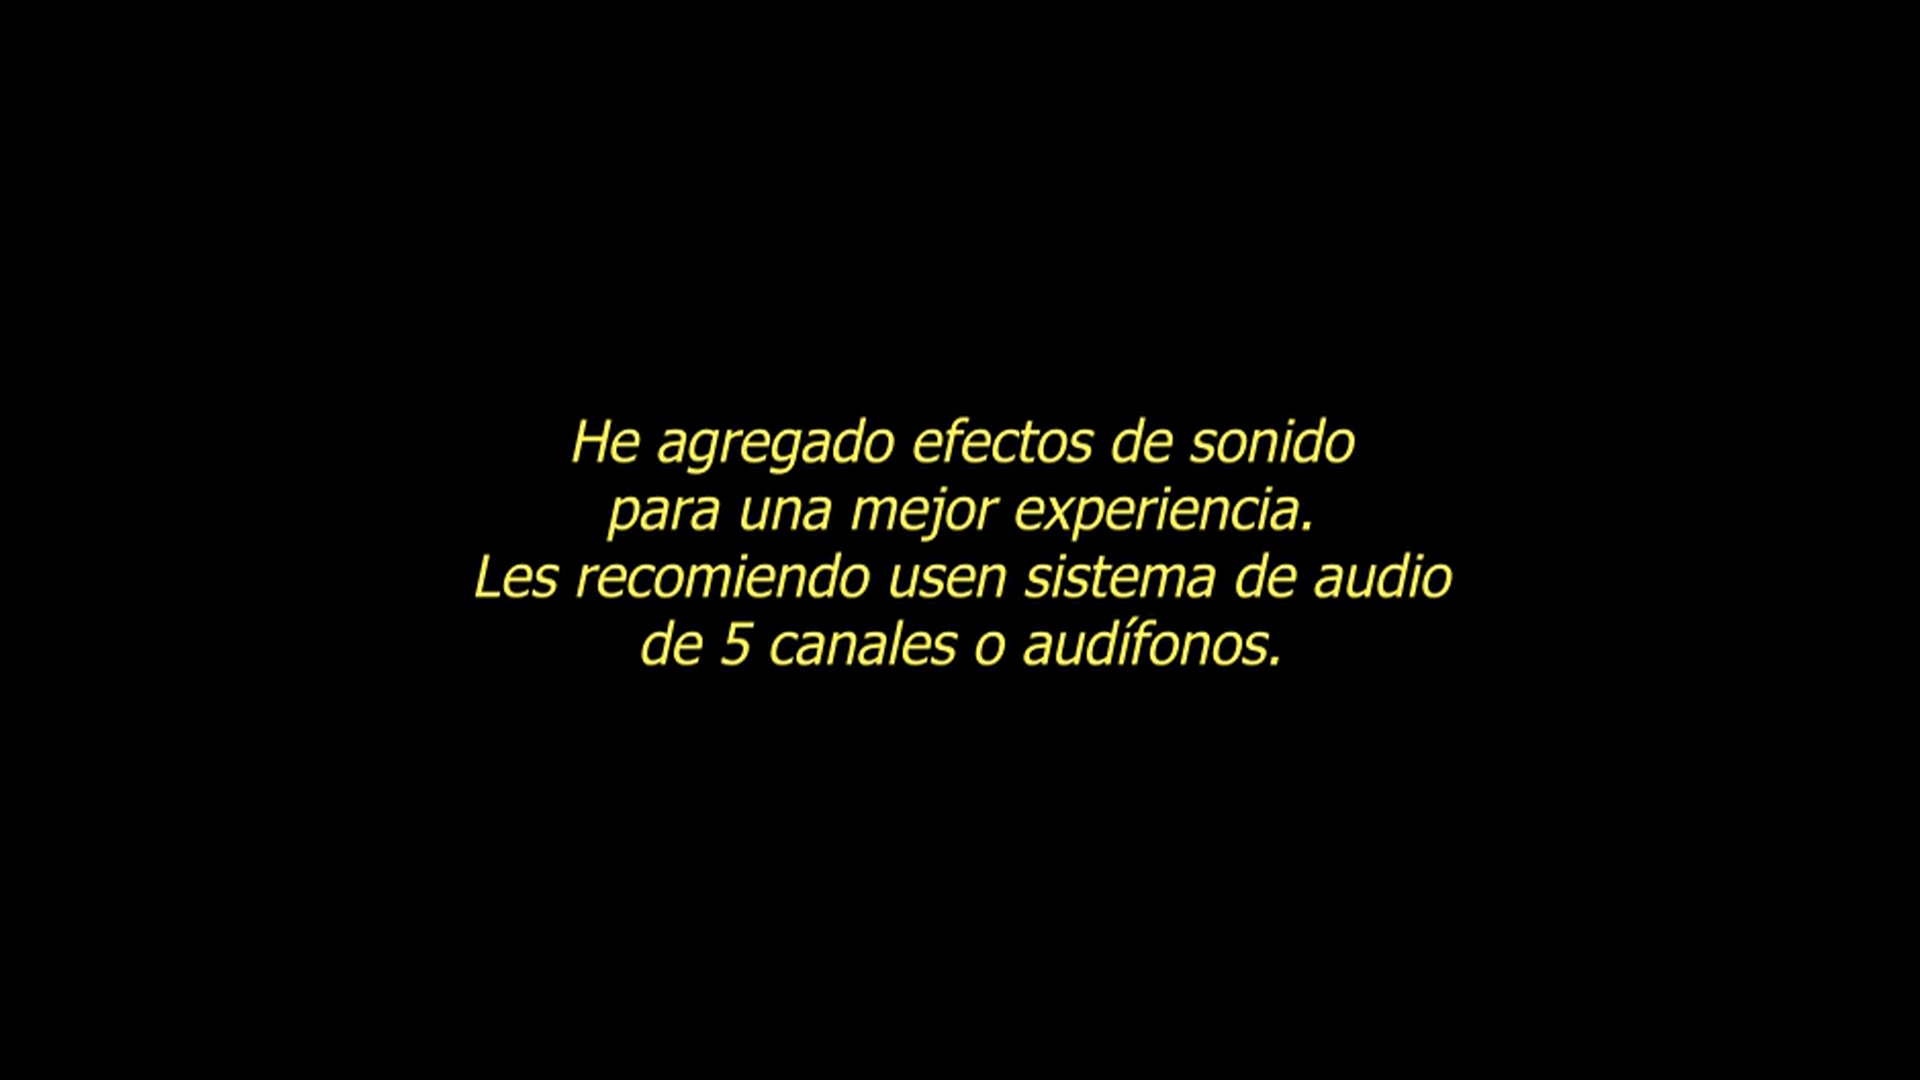 He agregado efectos de sonido
para una mejor experiencia.
Les recomiendo usen sistema de audio
de 5 canales o audífonos.